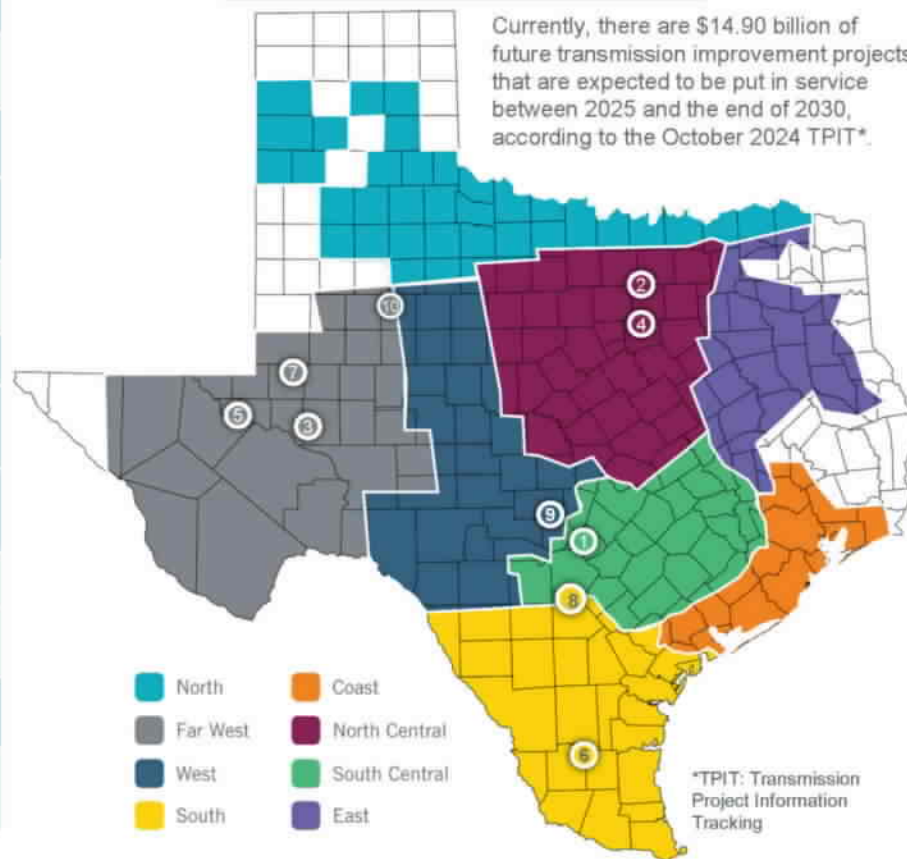 Currently, there are $14.90 billion of
future transmission improvement projects
that are expected to be put in service
between 2025 and the end of 2030,
according to the October 2024 TPIT*.
2
10
4
7
5
3
9
1
8
6
North
Coast
Far West
North Central
West
South Central
South
East
*TPIT: Transmission
Project Information
Tracking